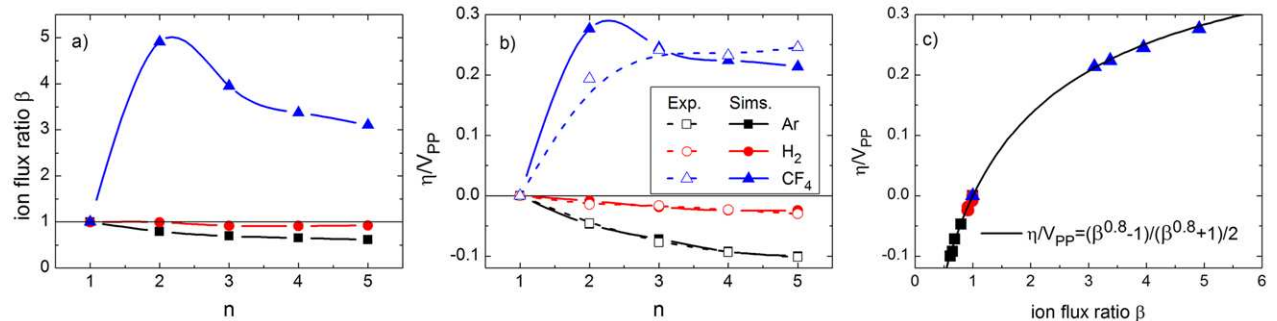 a)
ion flux ratio β
5
4
3
2
1
0
1 2 3 4 5
n
b)
η/V_PP
0.3
0.2
0.1
0.0
-0.1
Exp. Sims.
Ar
H₂
CF₄
1 2 3 4 5
n
c)
η/V_PP
0.3
0.2
0.1
0.0
-0.1
η/V_PP=(β^0.8-1)/(β^0.8+1)/2
0 1 2 3 4 5 6
ion flux ratio β